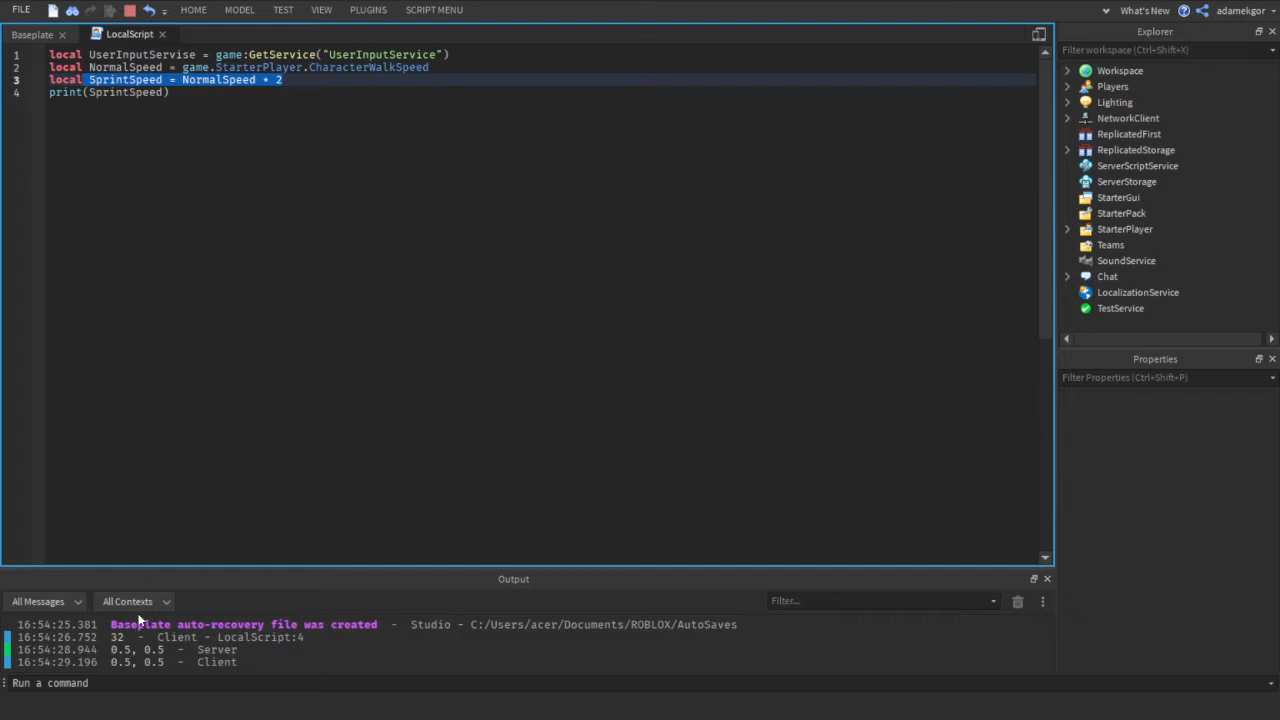 FILE HOME MODEL TEST VIEW PLUGINS SCRIPT MENU What's New adamekgor
Baseplate LocalScript
1 local UserInputServise = game:GetService("UserInputService")
2 local NormalSpeed = game.StarterPlayer.CharacterWalkSpeed
3 local SprintSpeed = NormalSpeed * 2
4 print(SprintSpeed)
Explorer
Filter workspace (Ctrl+Shift+X)
Workspace
Players
Lighting
NetworkClient
ReplicatedFirst
ReplicatedStorage
ServerScriptService
ServerStorage
StarterGui
StarterPack
StarterPlayer
Teams
SoundService
Chat
LocalizationService
TestService
Properties
Filter Properties (Ctrl+Shift+P)
Output
All Messages All Contexts Filter...
16:54:25.381 Baseplate auto-recovery file was created - Studio - C:/Users/acer/Documents/ROBLOX/AutoSaves
16:54:26.752 32 - Client - LocalScript:4
16:54:28.944 0.5, 0.5 - Server
16:54:29.196 0.5, 0.5 - Client
Run a command